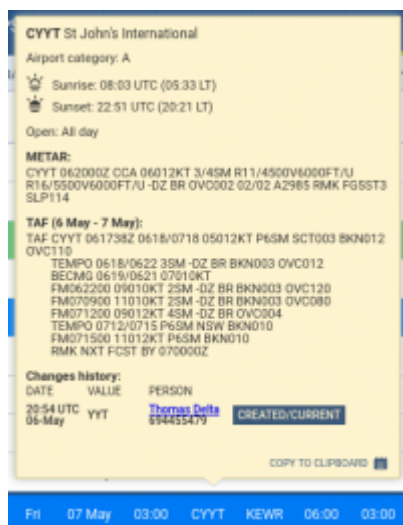 CYYT St John's International
Airport category: A
Sunrise: 08:03 UTC (05:33 LT)
Sunset: 22:51 UTC (20:21 LT)
Open: All day
METAR:
CYYT 062000Z CCA 06012KT 3/4SM R11/4500V6000FT/U
R16/5500V6000FT/U -DZ BR OVC002 02/02 A2985 RMK FG5ST3
SLP114
TAF (6 May - 7 May):
TAF CYYT 061738Z 0618/0718 05012KT P6SM SCT003 BKN012
OVC110
TEMPO 0618/0622 3SM -DZ BR BKN003 OVC012
BECMG 0619/0621 07010KT
FM062200 09010KT 2SM -DZ BR BKN003 OVC120
FM070900 11010KT 2SM -DZ BR BKN003 OVC080
FM071200 09012KT 4SM -DZ BR OVC004
TEMPO 0712/0715 P6SM NSW BKN010
FM071500 11012KT P6SM BKN010
RMK NXT FCST BY 070000Z
Changes history:
DATE VALUE PERSON
20:54 UTC YYT Thomas Delta CREATED/CURRENT
06-May 694455479
COPY TO CLIPBOARD
Fri 07 May 03:00 CYYT KEWR 06:00 03:00